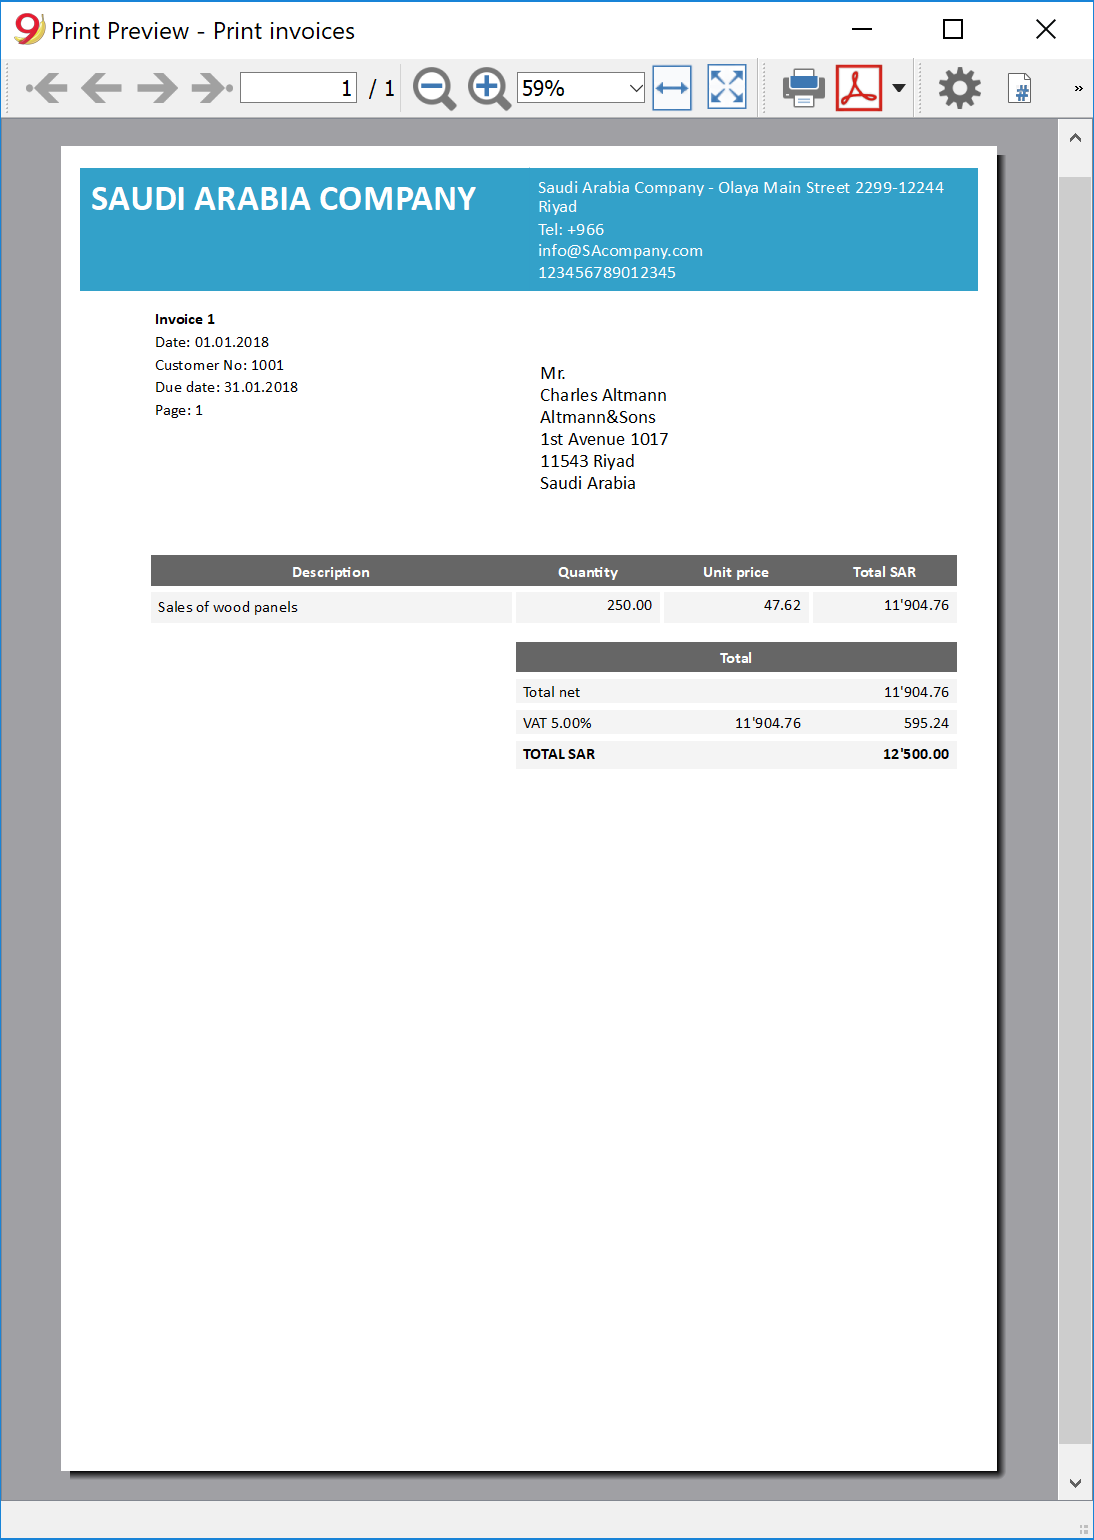 Print Preview - Print invoices
1 / 1
59%
#
»
SAUDI ARABIA COMPANY
Saudi Arabia Company - Olaya Main Street 2299-12244
Riyad
Tel: +966
info@SAcompany.com
123456789012345
Invoice 1
Date: 01.01.2018
Customer No: 1001
Due date: 31.01.2018
Page: 1
Mr.
Charles Altmann
Altmann&Sons
1st Avenue 1017
11543 Riyad
Saudi Arabia
Description Quantity Unit price Total SAR
Sales of wood panels 250.00 47.62 11'904.76
Total
Total net 11'904.76
VAT 5.00% 11'904.76 595.24
TOTAL SAR 12'500.00